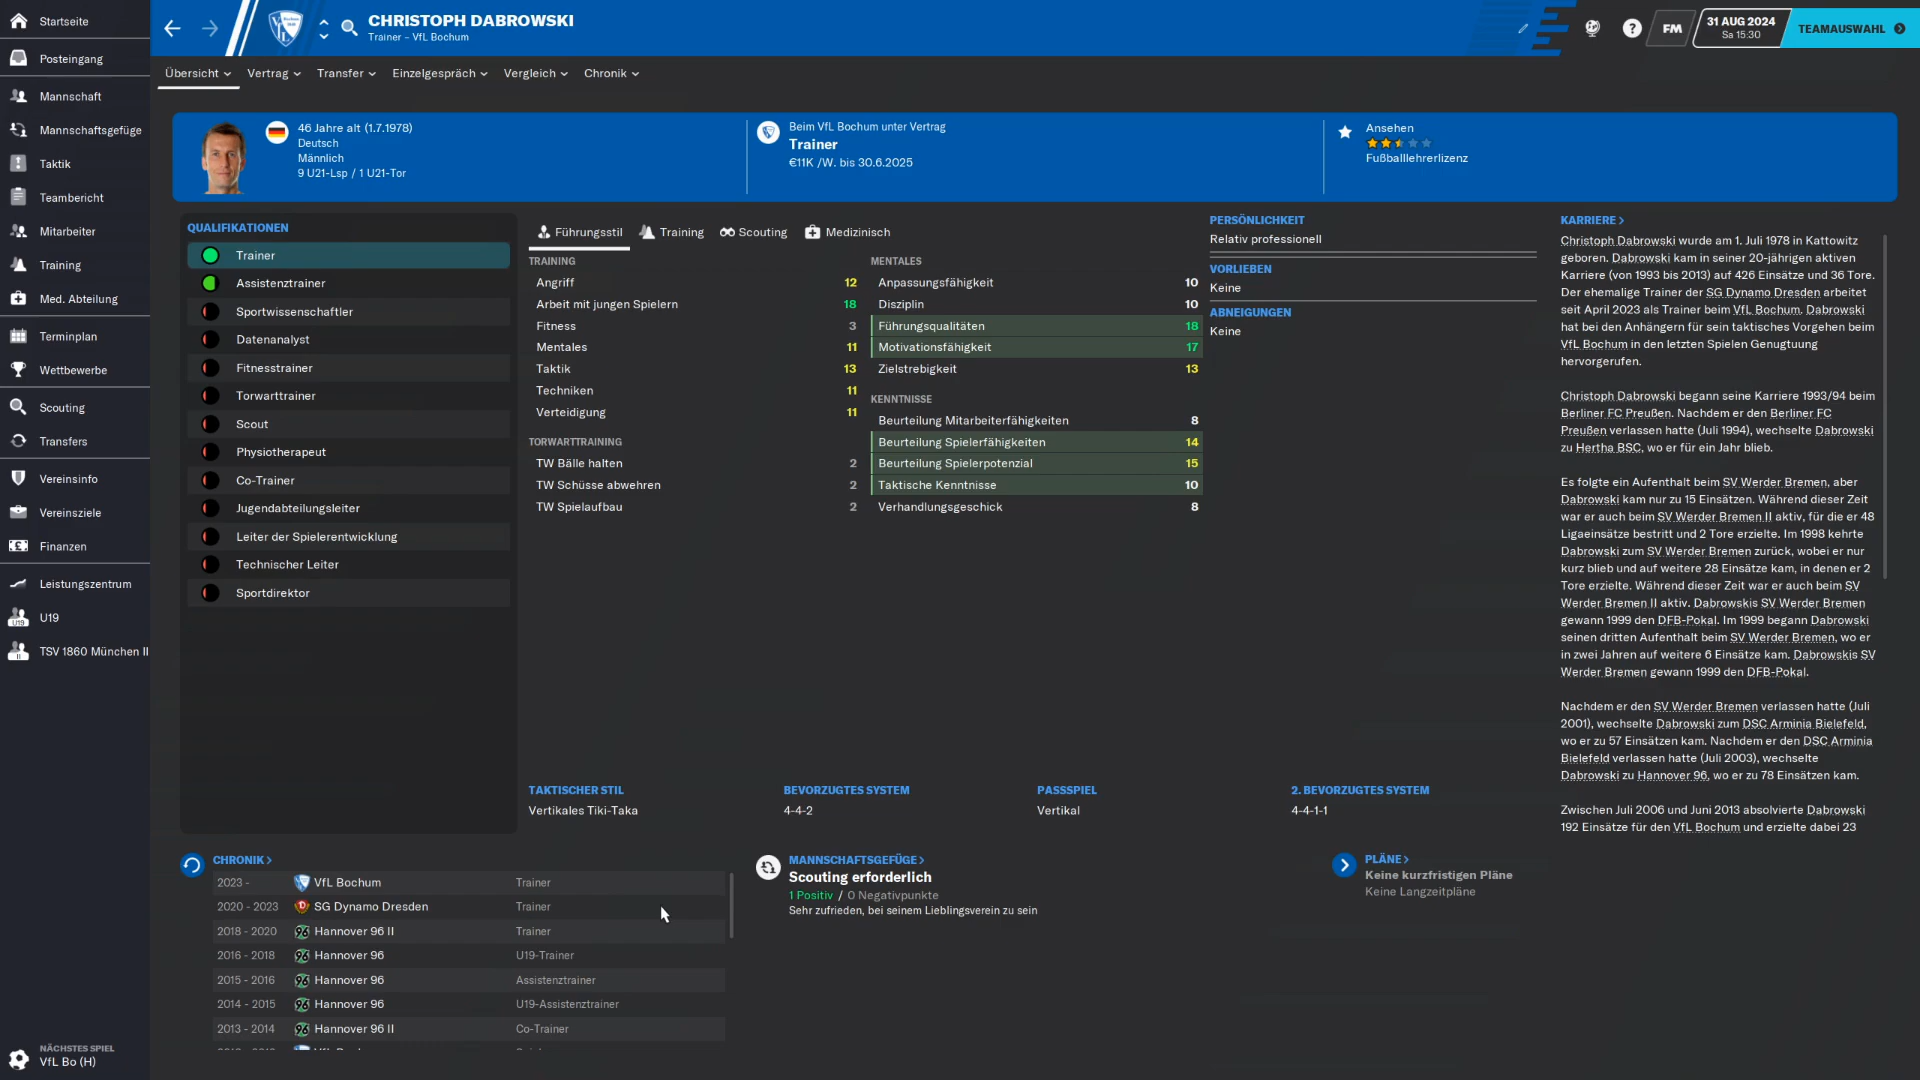 Startseite
Posteingang
Mannschaft
Mannschaftsgefüge
Taktik
Teambericht
Mitarbeiter
Training
Med. Abteilung
Terminplan
Wettbewerbe
Scouting
Transfers
Vereinsinfo
Vereinsziele
Finanzen
Leistungszentrum
U19
TSV 1860 München II
NÄCHSTES SPIEL
VfL Bo (H)
CHRISTOPH DABROWSKI
Trainer - VfL Bochum
FM
31 AUG 2024
Sa 15:30
TEAMAUSWAHL
Übersicht
Vertrag
Transfer
Einzelgespräch
Vergleich
Chronik
46 Jahre alt (1.7.1978)
Deutsch
Männlich
9 U21-Lsp / 1 U21-Tor
Beim VfL Bochum unter Vertrag
Trainer
€11K /W. bis 30.6.2025
Ansehen
Fußballlehrerlizenz
QUALIFIKATIONEN
Trainer
Assistenztrainer
Sportwissenschaftler
Datenanalyst
Fitnesstrainer
Torwarttrainer
Scout
Physiotherapeut
Co-Trainer
Jugendabteilungsleiter
Leiter der Spielerentwicklung
Technischer Leiter
Sportdirektor
Führungsstil
Training
Scouting
Medizinisch
TRAINING
Angriff 12
Arbeit mit jungen Spielern 18
Fitness 3
Mentales 11
Taktik 13
Techniken 11
Verteidigung 11
TORWARTTRAINING
TW Bälle halten 2
TW Schüsse abwehren 2
TW Spielaufbau 2
MENTALES
Anpassungsfähigkeit 10
Disziplin 10
Führungsqualitäten 18
Motivationsfähigkeit 17
Zielstrebigkeit 13
KENNTNISSE
Beurteilung Mitarbeiterfähigkeiten 8
Beurteilung Spielerfähigkeiten 14
Beurteilung Spielerpotenzial 15
Taktische Kenntnisse 10
Verhandlungsgeschick 8
PERSÖNLICHKEIT
Relativ professionell
VORLIEBEN
Keine
ABNEIGUNGEN
Keine
KARRIERE >
Christoph Dabrowski wurde am 1. Juli 1978 in Kattowitz
geboren. Dabrowski kam in seiner 20-jährigen aktiven
Karriere (von 1993 bis 2013) auf 426 Einsätze und 36 Tore.
Der ehemalige Trainer der SG Dynamo Dresden arbeitet
seit April 2023 als Trainer beim VfL Bochum. Dabrowski
hat bei den Anhängern für sein taktisches Vorgehen beim
VfL Bochum in den letzten Spielen Genugtuung
hervorgerufen.
Christoph Dabrowski begann seine Karriere 1993/94 beim
Berliner FC Preußen. Nachdem er den Berliner FC
Preußen verlassen hatte (Juli 1994), wechselte Dabrowski
zu Hertha BSC, wo er für ein Jahr blieb.
Es folgte ein Aufenthalt beim SV Werder Bremen, aber
Dabrowski kam nur zu 15 Einsätzen. Während dieser Zeit
war er auch beim SV Werder Bremen II aktiv, für die er 48
Ligaeinsätze bestritt und 2 Tore erzielte. Im 1998 kehrte
Dabrowski zum SV Werder Bremen zurück, wobei er nur
kurz blieb und auf weitere 28 Einsätze kam, in denen er 2
Tore erzielte. Während dieser Zeit war er auch beim SV
Werder Bremen II aktiv. Dabrowskis SV Werder Bremen
gewann 1999 den DFB-Pokal. Im 1999 begann Dabrowski
seinen dritten Aufenthalt beim SV Werder Bremen, wo er
in zwei Jahren auf weitere 6 Einsätze kam. Dabrowskis SV
Werder Bremen gewann 1999 den DFB-Pokal.
Nachdem er den SV Werder Bremen verlassen hatte (Juli
2001), wechselte Dabrowski zum DSC Arminia Bielefeld,
wo er zu 57 Einsätzen kam. Nachdem er den DSC Arminia
Bielefeld verlassen hatte (Juli 2003), wechselte
Dabrowski zu Hannover 96, wo er zu 78 Einsätzen kam.
Zwischen Juli 2006 und Juni 2013 absolvierte Dabrowski
192 Einsätze für den VfL Bochum und erzielte dabei 23
TAKTISCHER STIL
Vertikales Tiki-Taka
BEVORZUGTES SYSTEM
4-4-2
PASSSPIEL
Vertikal
2. BEVORZUGTES SYSTEM
4-4-1-1
CHRONIK >
2023 - VfL Bochum Trainer
2020 - 2023 SG Dynamo Dresden Trainer
2018 - 2020 Hannover 96 II Trainer
2016 - 2018 Hannover 96 U19-Trainer
2015 - 2016 Hannover 96 Assistenztrainer
2014 - 2015 Hannover 96 U19-Assistenztrainer
2013 - 2014 Hannover 96 II Co-Trainer
MANNSCHAFTSGEFÜGE >
Scouting erforderlich
1 Positiv / 0 Negativpunkte
Sehr zufrieden, bei seinem Lieblingsverein zu sein
PLÄNE >
Keine kurzfristigen Pläne
Keine Langzeitpläne